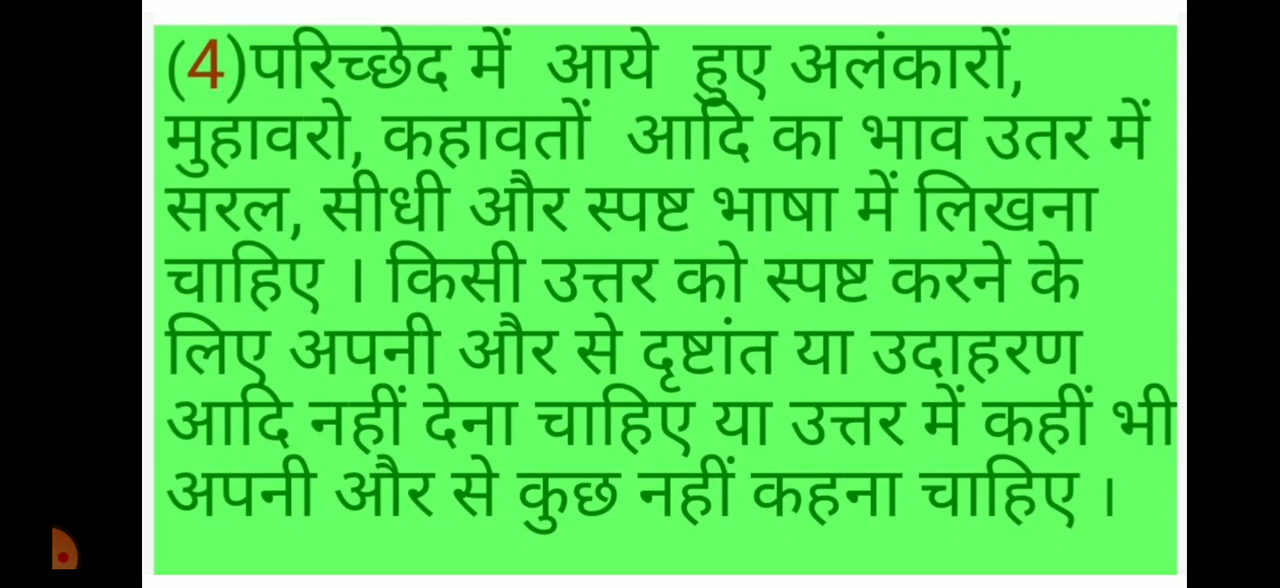 (4)परिच्छेद में आये हुए अलंकारों,
मुहावरो, कहावतों आदि का भाव उतर में
सरल, सीधी और स्पष्ट भाषा में लिखना
चाहिए । किसी उत्तर को स्पष्ट करने के
लिए अपनी और से दृष्टांत या उदाहरण
आदि नहीं देना चाहिए या उत्तर में कहीं भी
अपनी और से कुछ नहीं कहना चाहिए ।